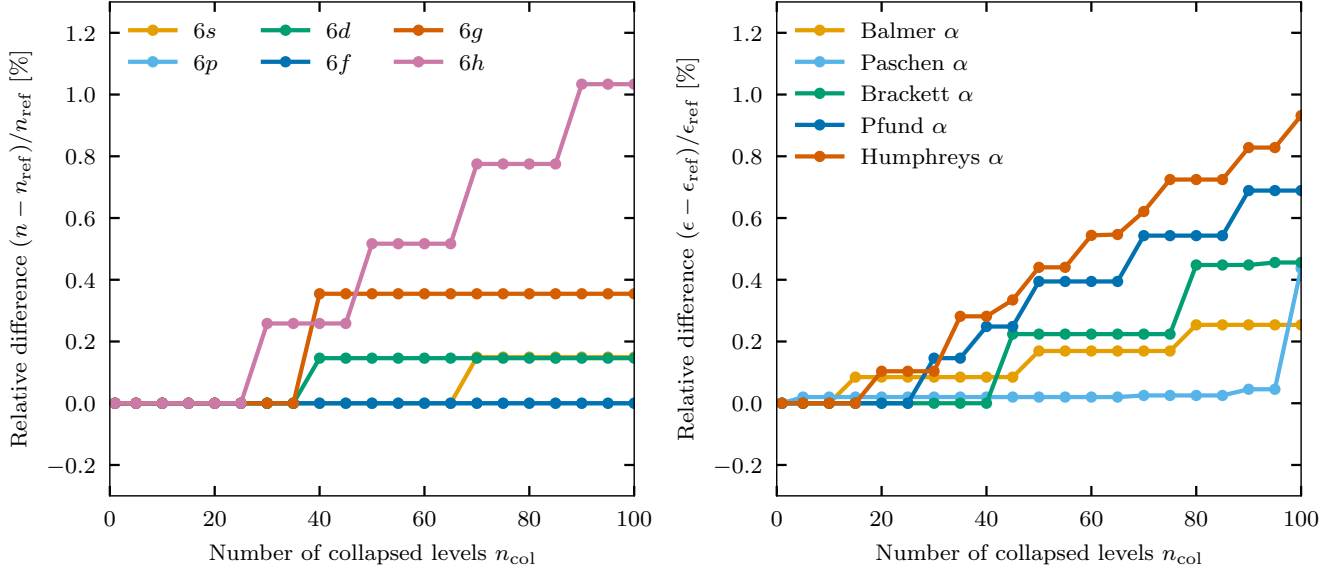 6s 6d 6g
6p 6f 6h
Relative difference (n − n_ref)/n_ref [%]
1.2
1.0
0.8
0.6
0.4
0.2
0.0
−0.2
0 20 40 60 80 100
Number of collapsed levels n_col
Balmer α
Paschen α
Brackett α
Pfund α
Humphreys α
Relative difference (ϵ − ϵ_ref)/ϵ_ref [%]
1.2
1.0
0.8
0.6
0.4
0.2
0.0
−0.2
0 20 40 60 80 100
Number of collapsed levels n_col